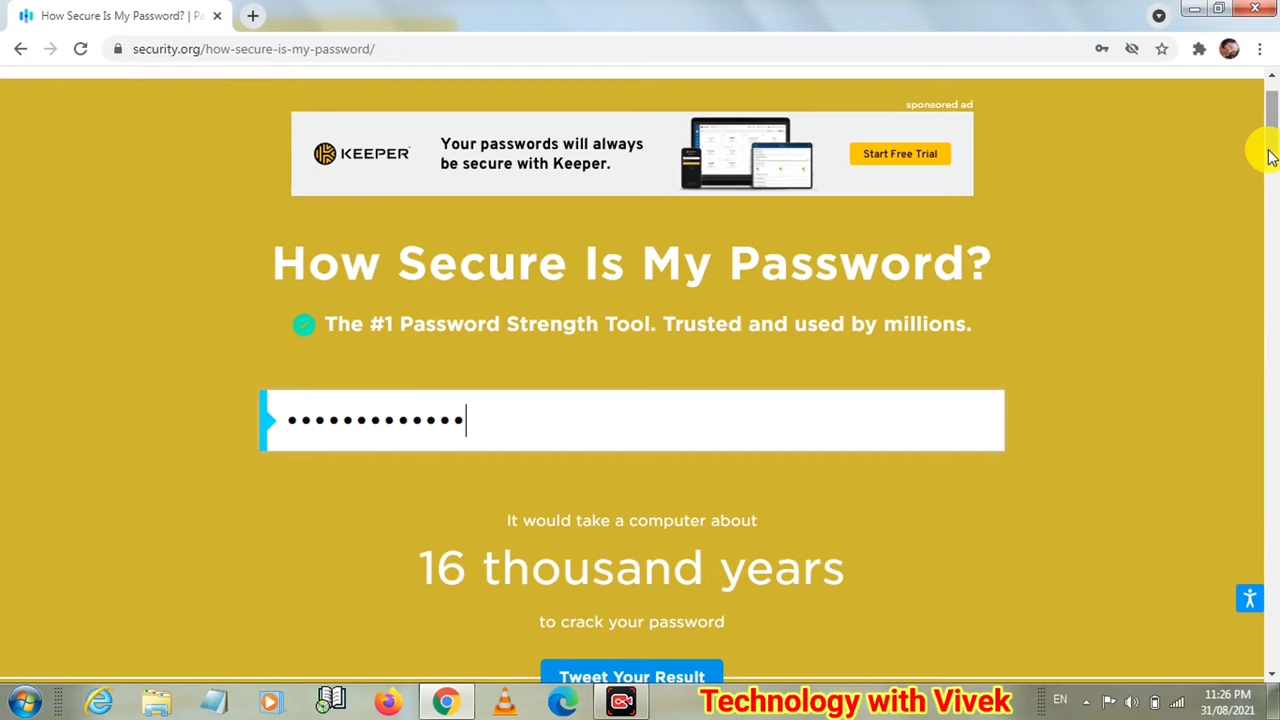 How Secure Is My Password? | Pa
security.org/how-secure-is-my-password/
sponsored ad
KEEPER
Your passwords will always
be secure with Keeper.
Start Free Trial
How Secure Is My Password?
The #1 Password Strength Tool. Trusted and used by millions.
It would take a computer about
16 thousand years
to crack your password
Tweet Your Result
Technology with Vivek
EN
11:26 PM
31/08/2021